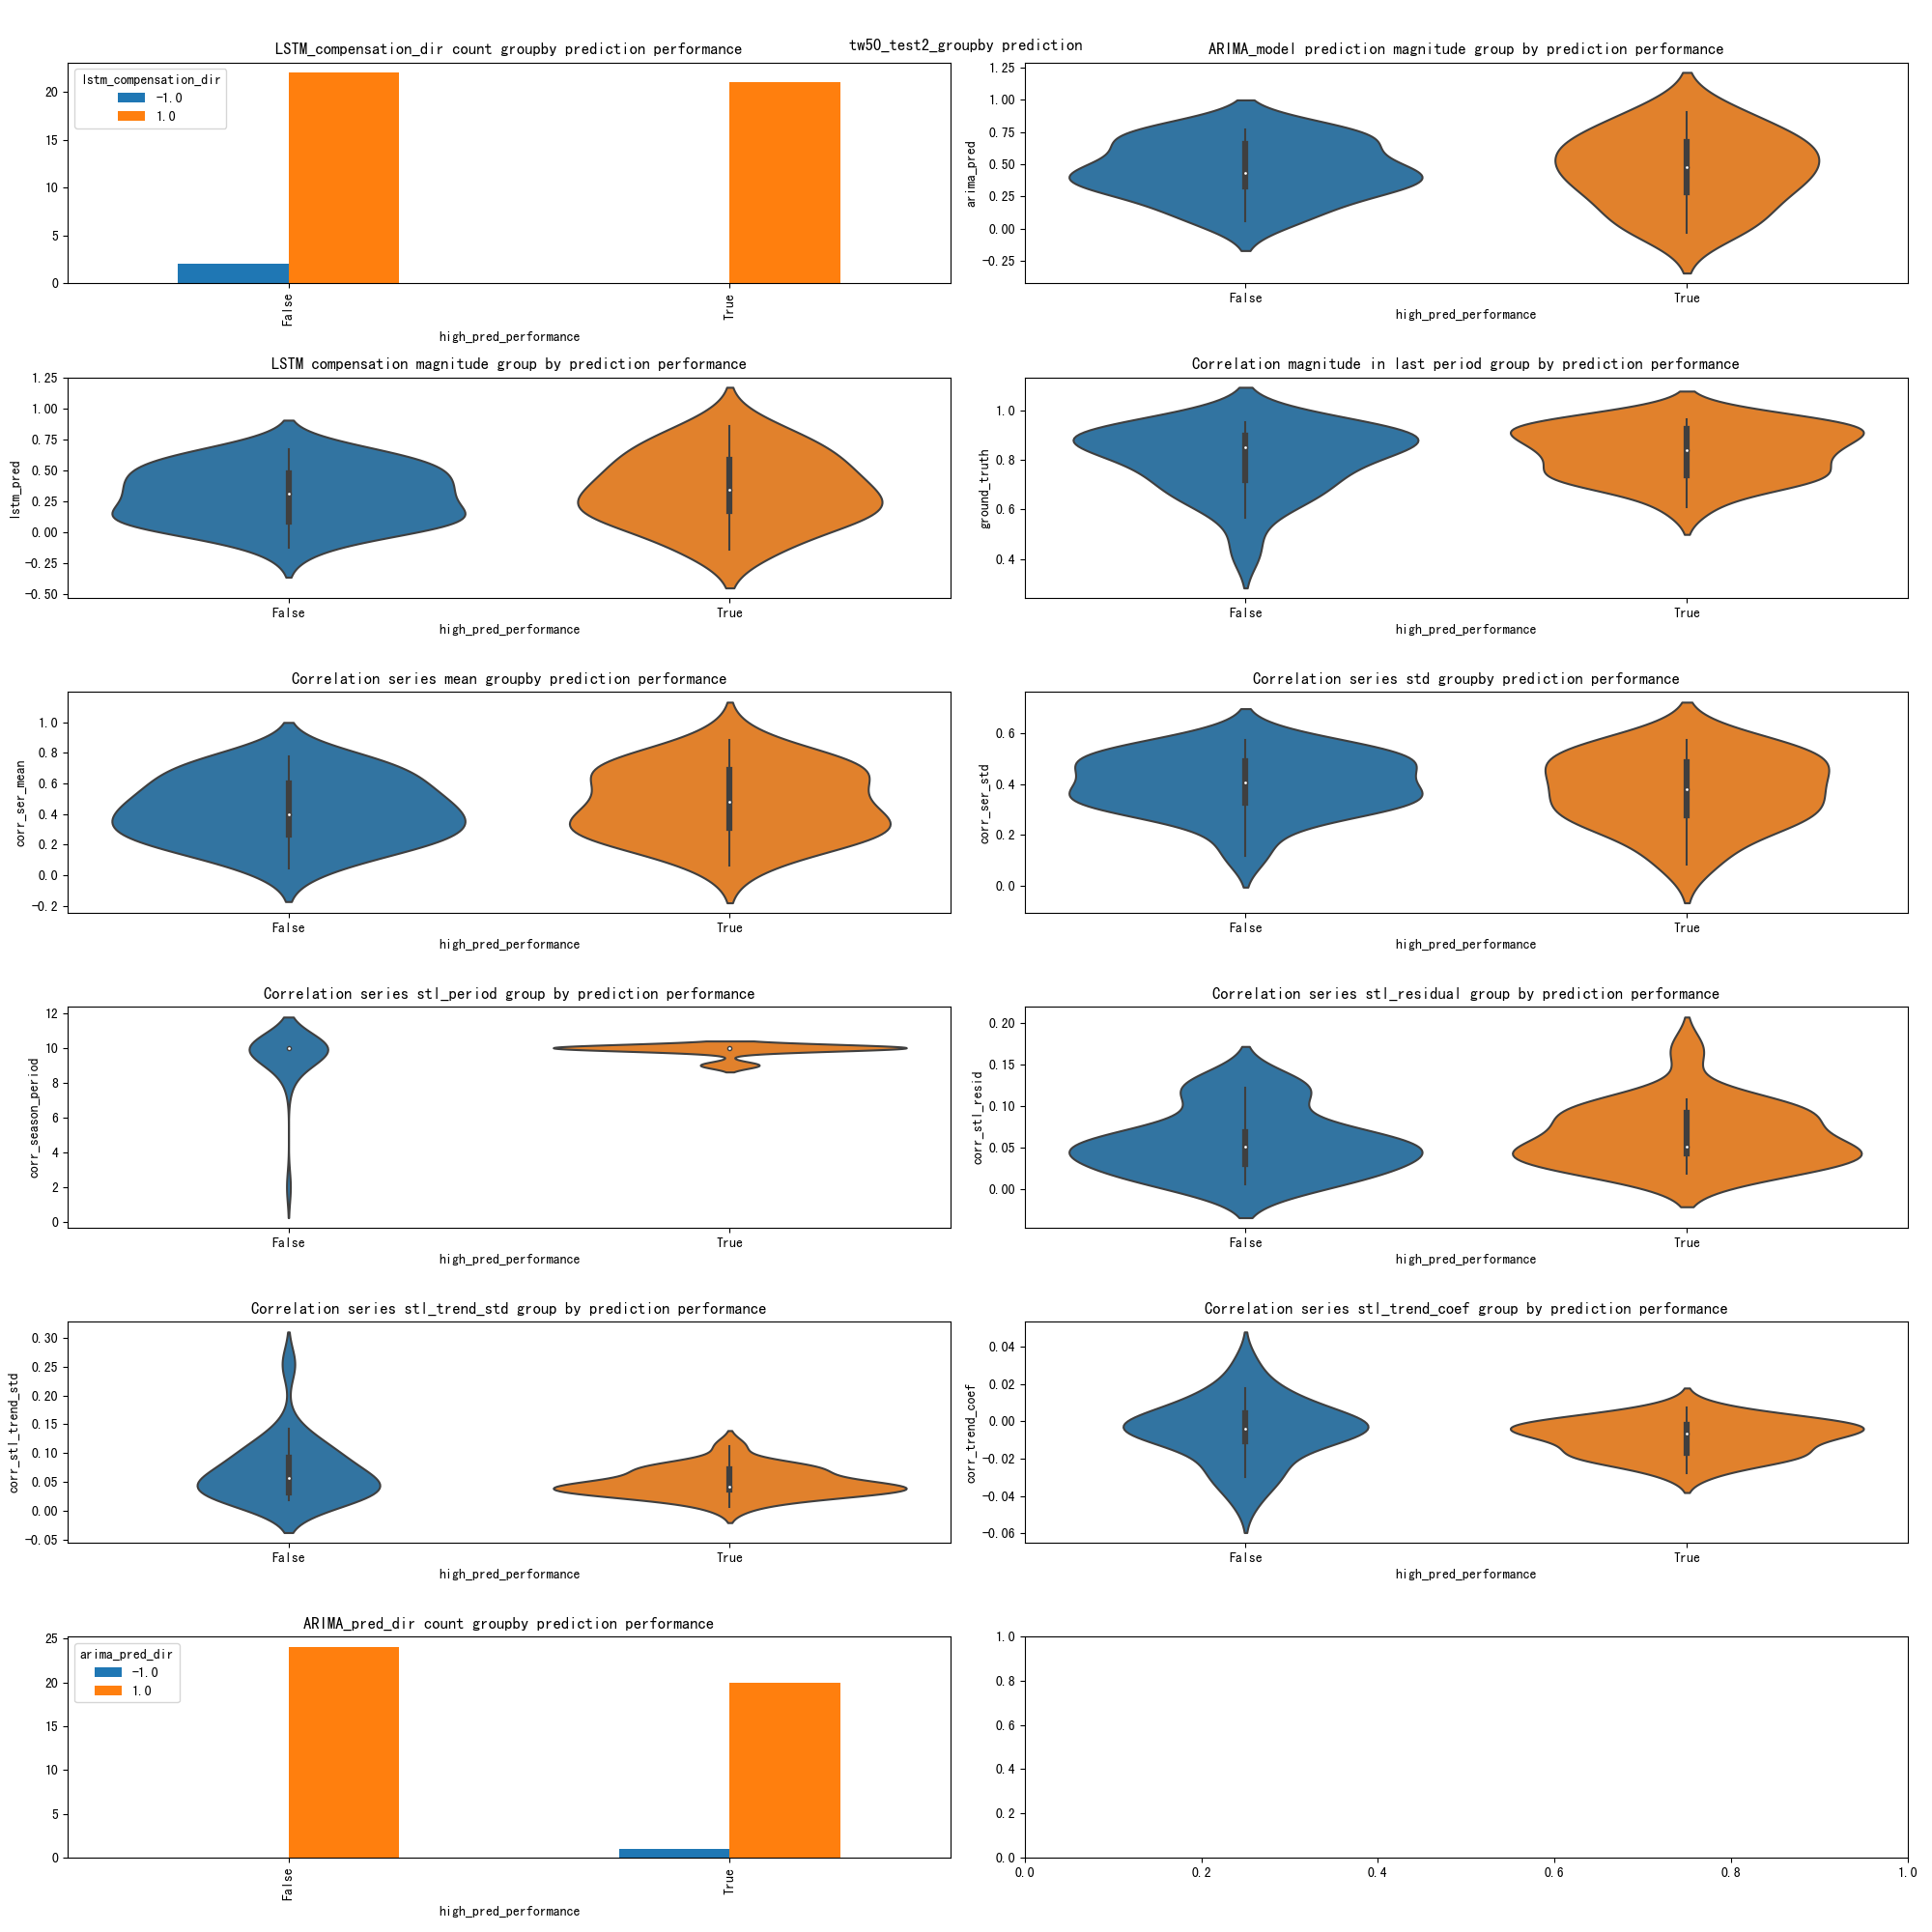 tw50_test2_groupby prediction
LSTM_compensation_dir count groupby prediction performance
lstm_compensation_dir
-1.0
1.0
20
15
10
5
0
False
True
high_pred_performance
ARIMA_model prediction magnitude group by prediction performance
arima_pred
1.25
1.00
0.75
0.50
0.25
0.00
-0.25
False
True
high_pred_performance
LSTM compensation magnitude group by prediction performance
lstm_pred
1.25
1.00
0.75
0.50
0.25
0.00
-0.25
-0.50
False
True
high_pred_performance
Correlation magnitude in last period group by prediction performance
ground_truth
1.0
0.8
0.6
0.4
False
True
high_pred_performance
Correlation series mean groupby prediction performance
corr_ser_mean
1.0
0.8
0.6
0.4
0.2
0.0
-0.2
False
True
high_pred_performance
Correlation series std groupby prediction performance
corr_ser_std
0.6
0.4
0.2
0.0
False
True
high_pred_performance
Correlation series stl_period group by prediction performance
corr_season_period
12
10
8
6
4
2
0
False
True
high_pred_performance
Correlation series stl_residual group by prediction performance
corr_stl_resid
0.20
0.15
0.10
0.05
0.00
False
True
high_pred_performance
Correlation series stl_trend_std group by prediction performance
corr_stl_trend_std
0.30
0.25
0.20
0.15
0.10
0.05
0.00
-0.05
False
True
high_pred_performance
Correlation series stl_trend_coef group by prediction performance
corr_trend_coef
0.04
0.02
0.00
-0.02
-0.04
-0.06
False
True
high_pred_performance
ARIMA_pred_dir count groupby prediction performance
arima_pred_dir
-1.0
1.0
25
20
15
10
5
0
False
True
high_pred_performance
1.0
0.8
0.6
0.4
0.2
0.0
0.0
0.2
0.4
0.6
0.8
1.0